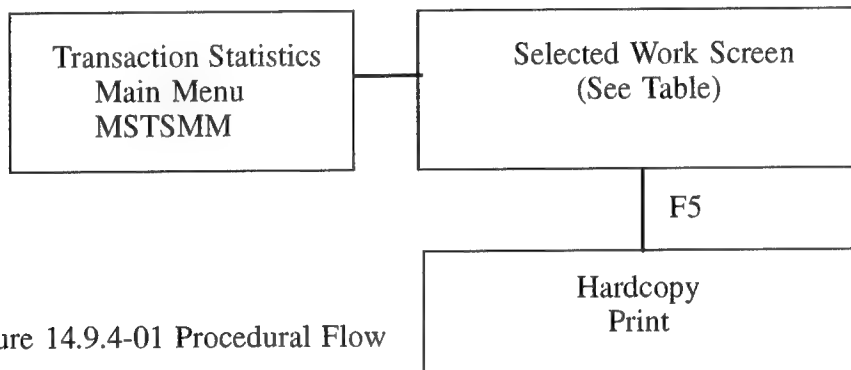 Transaction Statistics
Main Menu
MSTSMM
Selected Work Screen
(See Table)
F5
Hardcopy
Print
ure 14.9.4-01 Procedural Flow